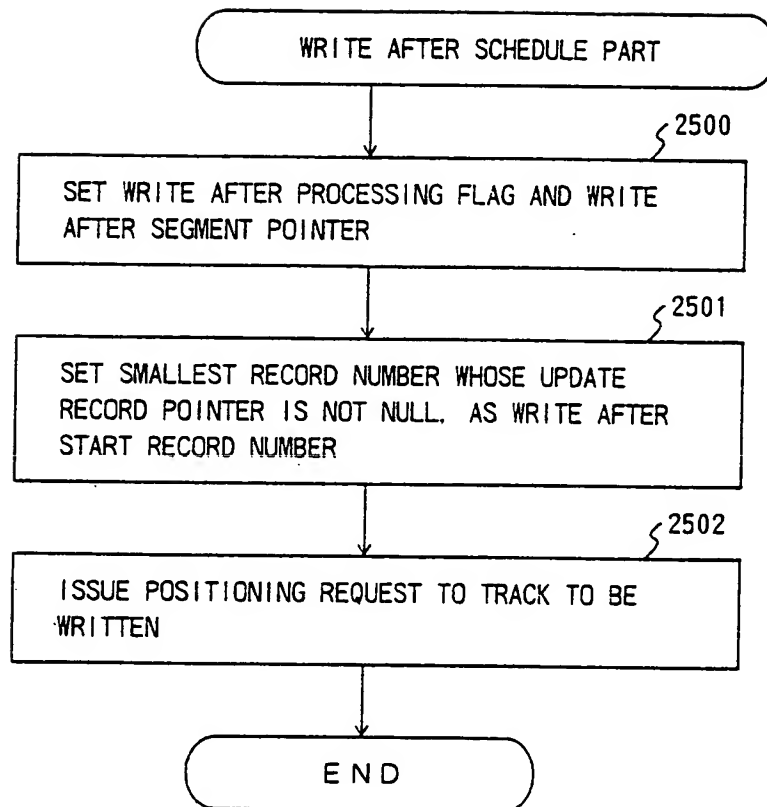 WRITE AFTER SCHEDULE PART
2500
SET WRITE AFTER PROCESSING FLAG AND WRITE
AFTER SEGMENT POINTER
2501
SET SMALLEST RECORD NUMBER WHOSE UPDATE
RECORD POINTER IS NOT NULL. AS WRITE AFTER
START RECORD NUMBER
2502
ISSUE POSITIONING REQUEST TO TRACK TO BE
WRITTEN
END